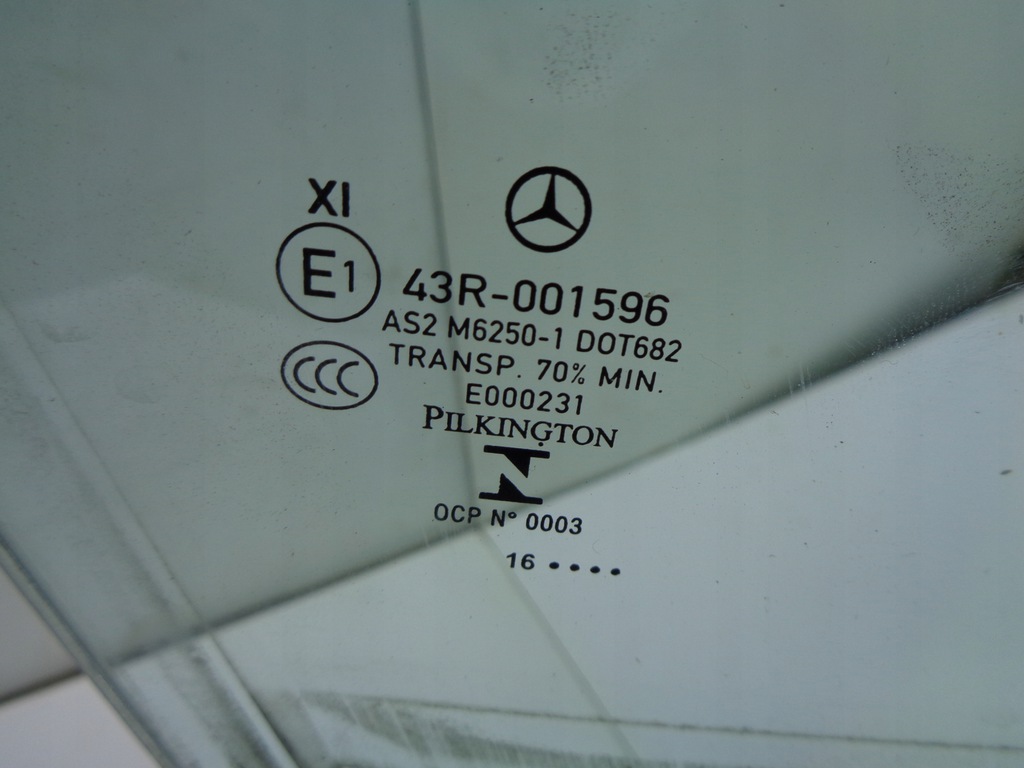 XI
E1
43R-001596
AS2 M6250-1 DOT682
CCC
TRANSP. 70% MIN.
E000231
PILKINGTON
OCP N° 0003
16 ••••